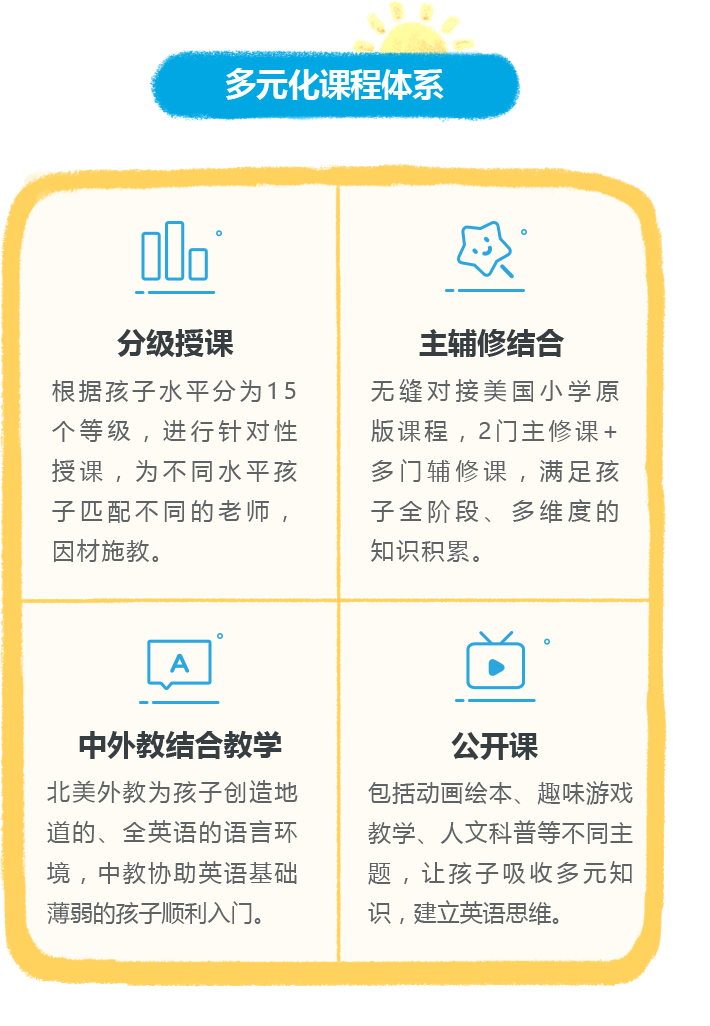 多元化课程体系
分级授课
根据孩子水平分为15
个等级，进行针对性
授课，为不同水平孩
子匹配不同的老师，
因材施教。
主辅修结合
无缝对接美国小学原
版课程，2门主修课+
多门辅修课，满足孩
子全阶段、多维度的
知识积累。
A
中外教结合教学
北美外教为孩子创造地
道的、全英语的语言环
境，中教协助英语基础
薄弱的孩子顺利入门。
公开课
包括动画绘本、趣味游戏
教学、人文科普等不同主
题，让孩子吸收多元知
识，建立英语思维。